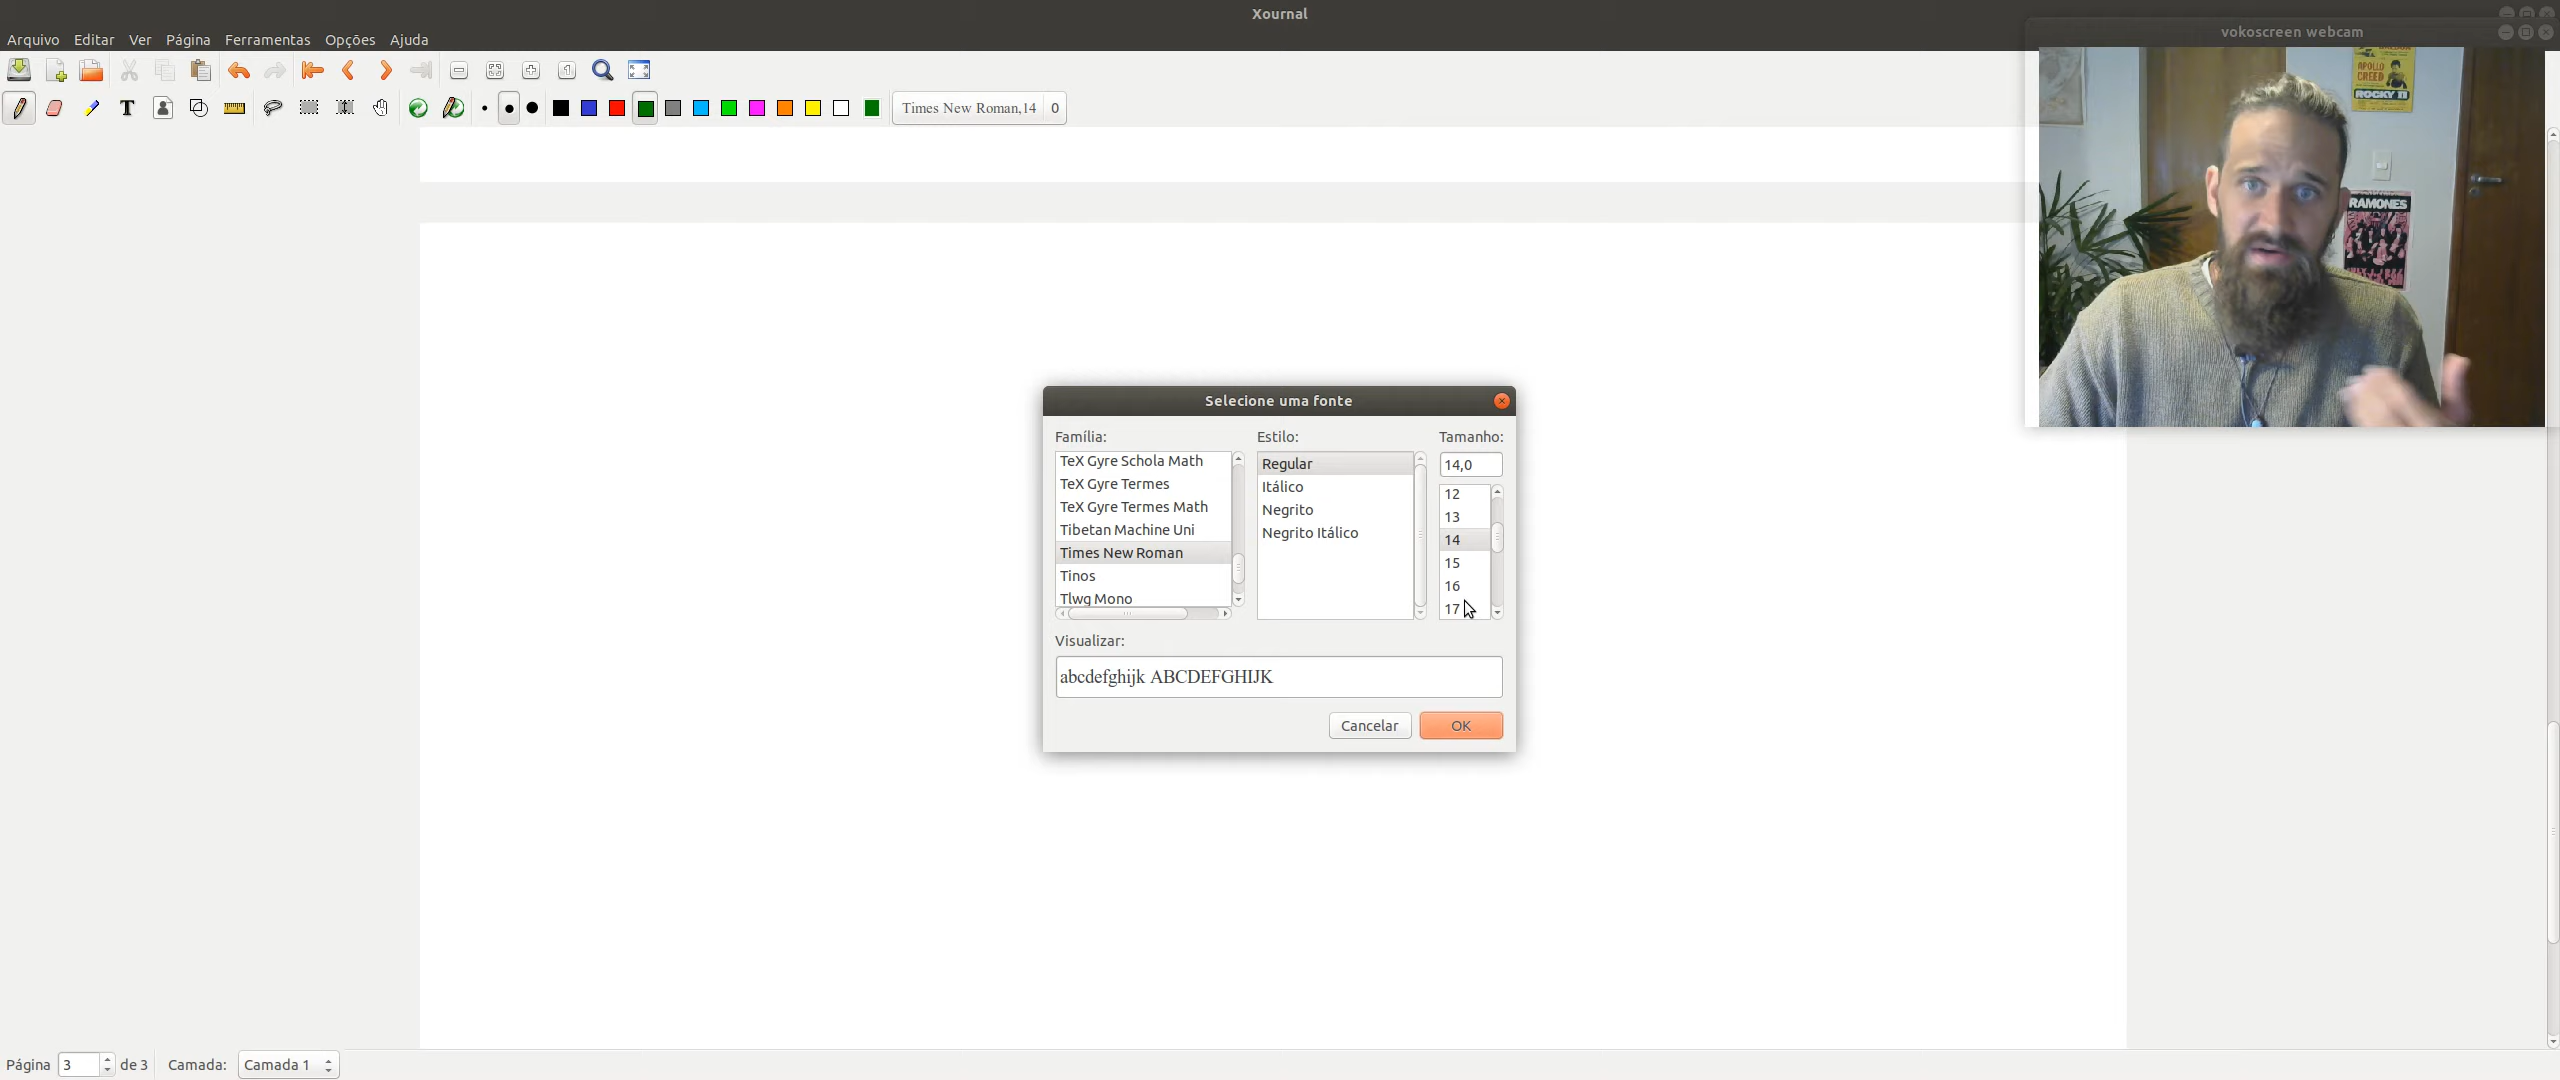 Xournal
Arquivo Editar Ver Página Ferramentas Opções Ajuda
vokoscreen webcam
T
Times New Roman,14 0
APOLLO
CREED
ROCKY II
RAMONES
Selecione uma fonte
Família: Estilo: Tamanho:
TeX Gyre Schola Math
TeX Gyre Termes
TeX Gyre Termes Math
Tibetan Machine Uni
Times New Roman
Tinos
Tlwg Mono
Regular
Itálico
Negrito
Negrito Itálico
14,0
12
13
14
15
16
17
Visualizar:
abcdefghijk ABCDEFGHIJK
Cancelar OK
Página 3 de 3 Camada: Camada 1